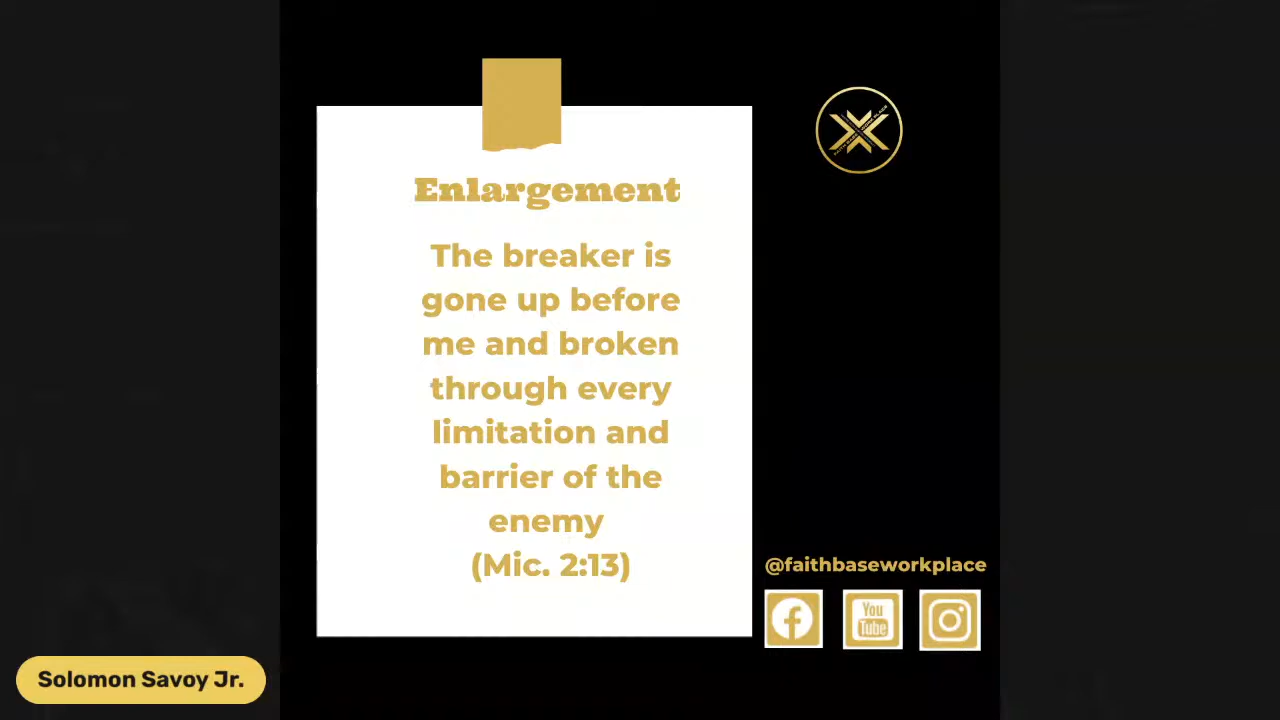 Enlargement
The breaker is
gone up before
me and broken
through every
limitation and
barrier of the
enemy
(Mic. 2:13)
@faithbaseworkplace
You
Tube
Solomon Savoy Jr.